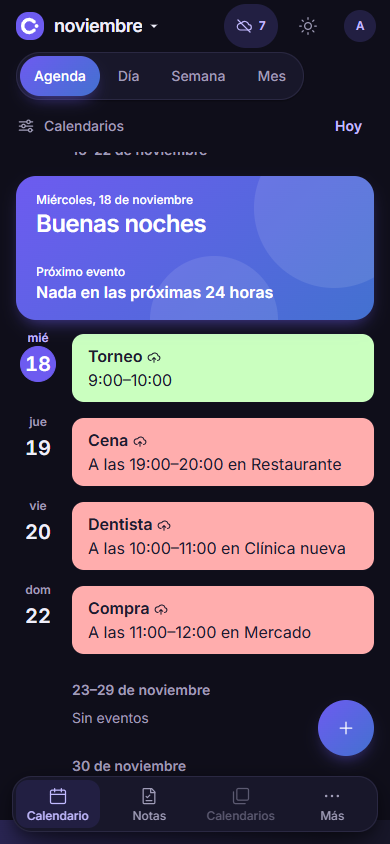 noviembre
7
A
Agenda
Día
Semana
Mes
Calendarios
Hoy
Miércoles, 18 de noviembre
Buenas noches
Próximo evento
Nada en las próximas 24 horas
mié
18
Torneo
9:00–10:00
jue
19
Cena
A las 19:00–20:00 en Restaurante
vie
20
Dentista
A las 10:00–11:00 en Clínica nueva
dom
22
Compra
A las 11:00–12:00 en Mercado
23–29 de noviembre
Sin eventos
30 de noviembre
Calendario
Notas
Calendarios
Más